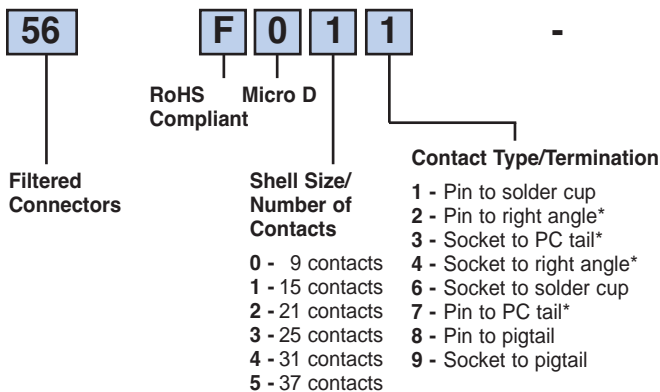 56 F 0 1 1 -
RoHS Compliant
Micro D
Filtered Connectors
Shell Size/
Number of
Contacts
0 - 9 contacts
1 - 15 contacts
2 - 21 contacts
3 - 25 contacts
4 - 31 contacts
5 - 37 contacts
Contact Type/Termination
1 - Pin to solder cup
2 - Pin to right angle*
3 - Socket to PC tail*
4 - Socket to right angle*
6 - Socket to solder cup
7 - Pin to PC tail*
8 - Pin to pigtail
9 - Socket to pigtail